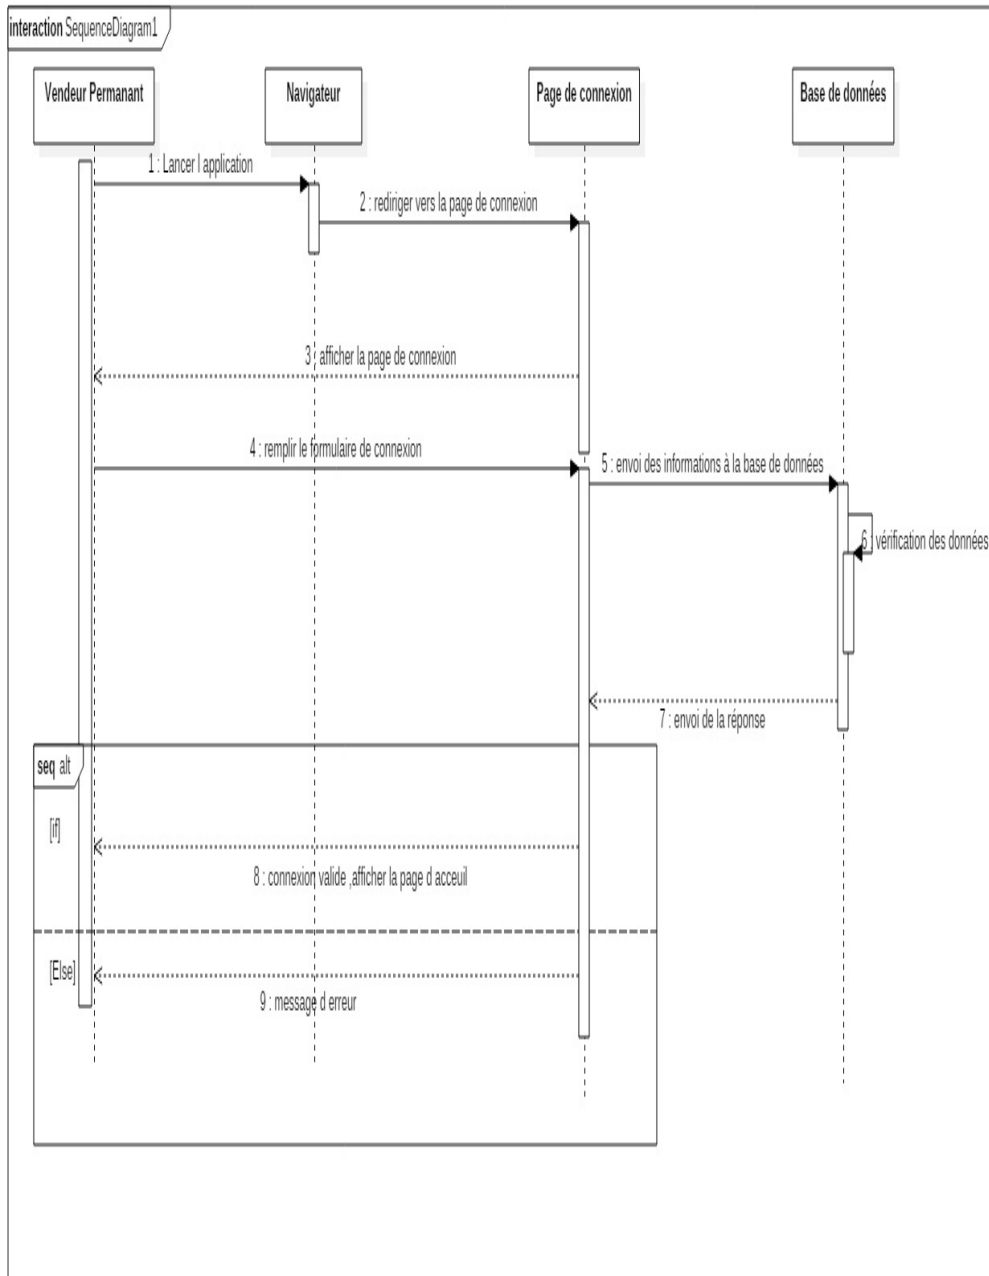 interaction SequenceDiagram1
Vendeur Permanant
Navigateur
Page de connexion
Base de données
1 : Lancer l application
2 : rediriger vers la page de connexion
3 : afficher la page de connexion
4 : remplir le formulaire de connexion
5 : envoi des informations à la base de données
6 : vérification des données
7 : envoi de la réponse
seq alt
[if]
8 : connexion valide ,afficher la page d acceuil
[Else]
9 : message d erreur